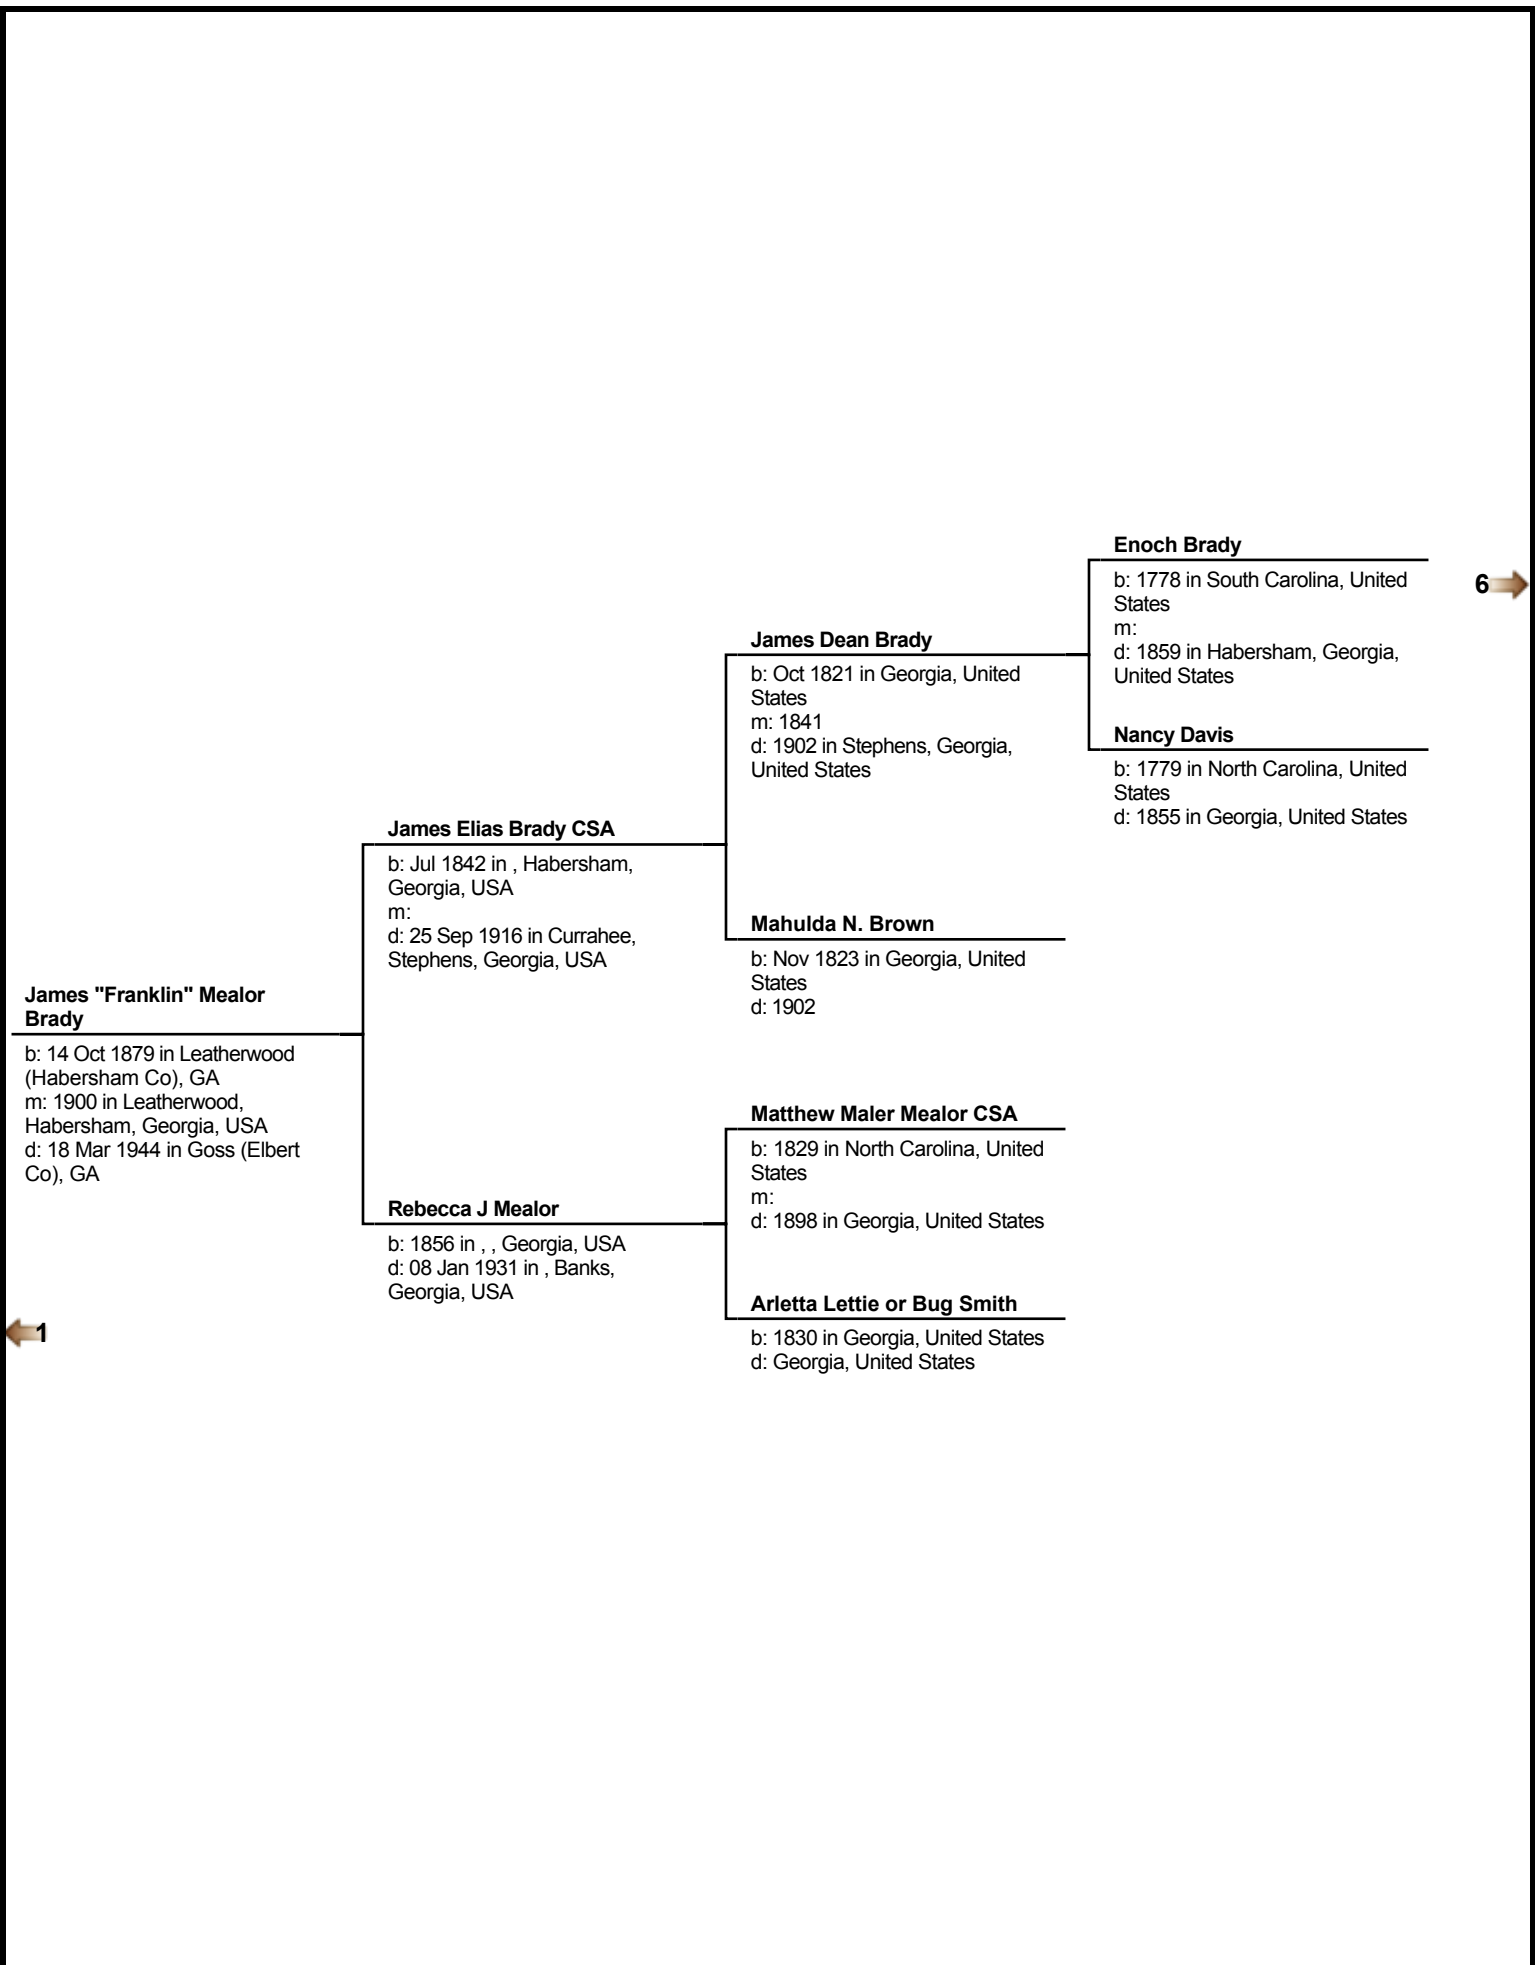 Enoch Brady
b: 1778 in South Carolina, United
States
m:
d: 1859 in Habersham, Georgia,
United States
6
James Dean Brady
b: Oct 1821 in Georgia, United
States
m: 1841
d: 1902 in Stephens, Georgia,
United States
Nancy Davis
b: 1779 in North Carolina, United
States
d: 1855 in Georgia, United States
James Elias Brady CSA
b: Jul 1842 in , Habersham,
Georgia, USA
m:
d: 25 Sep 1916 in Currahee,
Stephens, Georgia, USA
Mahulda N. Brown
b: Nov 1823 in Georgia, United
States
d: 1902
James "Franklin" Mealor
Brady
b: 14 Oct 1879 in Leatherwood
(Habersham Co), GA
m: 1900 in Leatherwood,
Habersham, Georgia, USA
d: 18 Mar 1944 in Goss (Elbert
Co), GA
Matthew Maler Mealor CSA
b: 1829 in North Carolina, United
States
m:
d: 1898 in Georgia, United States
Rebecca J Mealor
b: 1856 in , , Georgia, USA
d: 08 Jan 1931 in , Banks,
Georgia, USA
Arletta Lettie or Bug Smith
b: 1830 in Georgia, United States
d: Georgia, United States
1